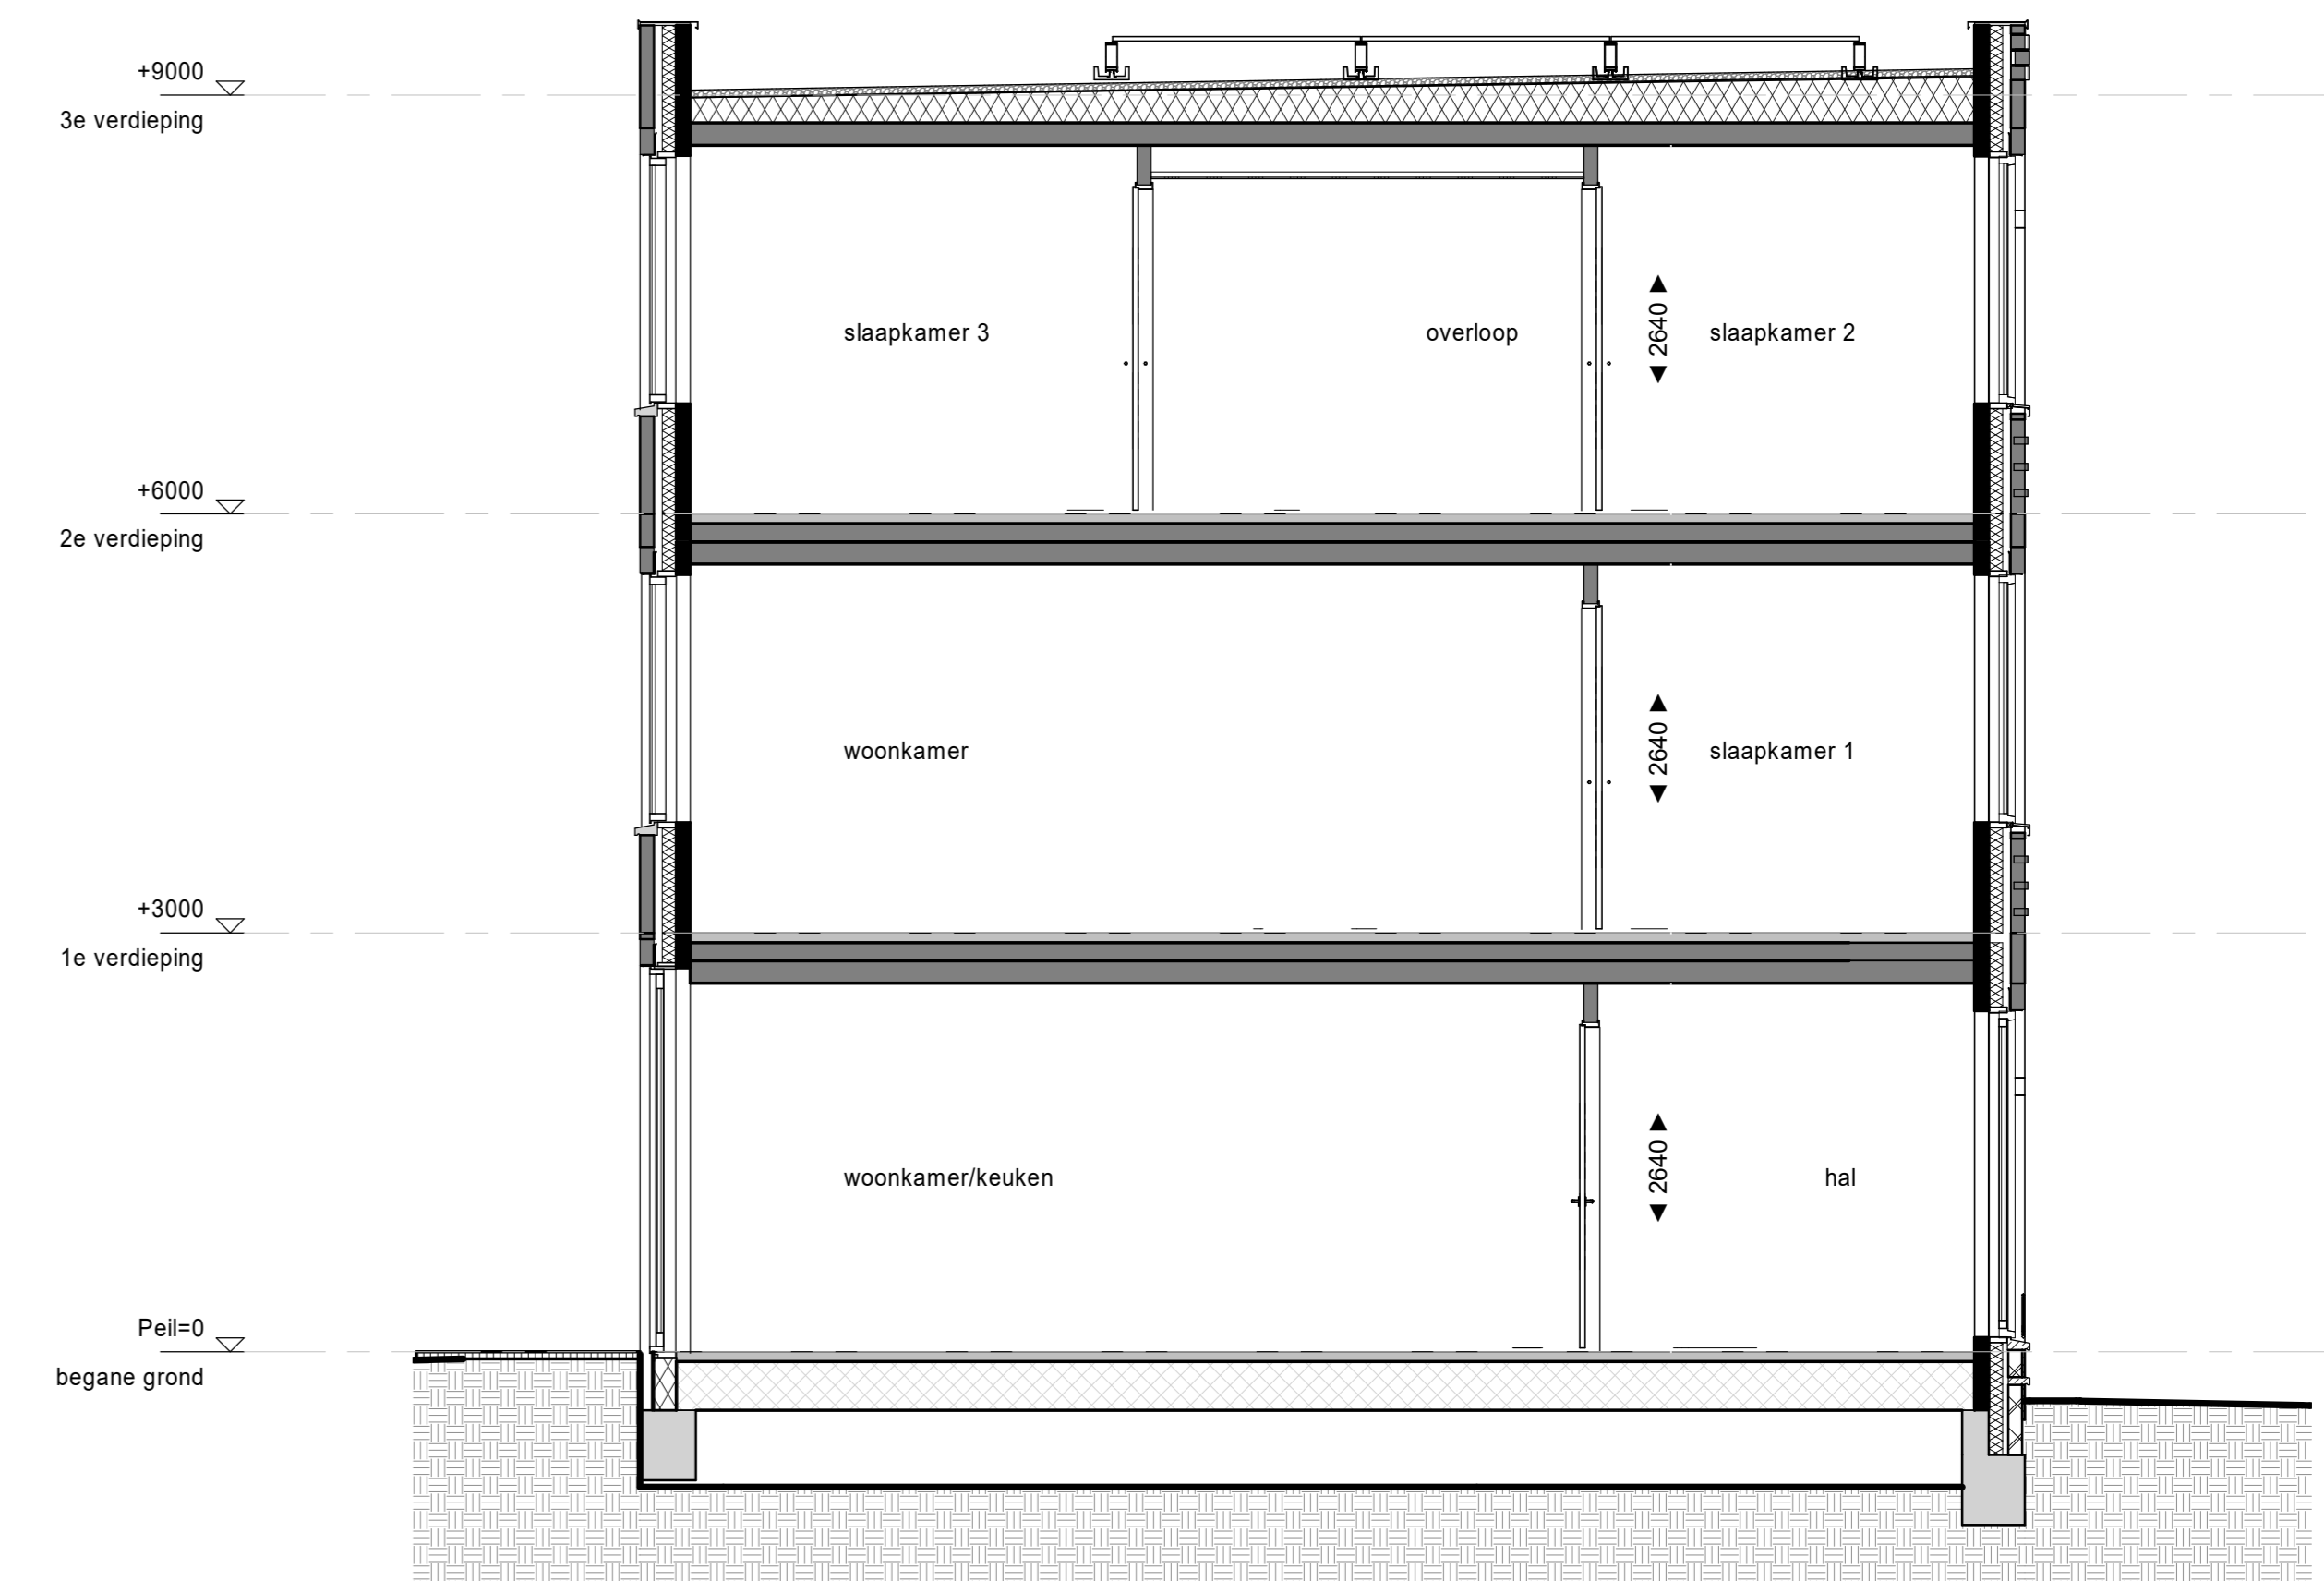 +9000
3e verdieping
slaapkamer 3
overloop
2640
slaapkamer 2
+6000
2e verdieping
woonkamer
2640
slaapkamer 1
+3000
1e verdieping
woonkamer/keuken
2640
hal
Peil=0
begane grond